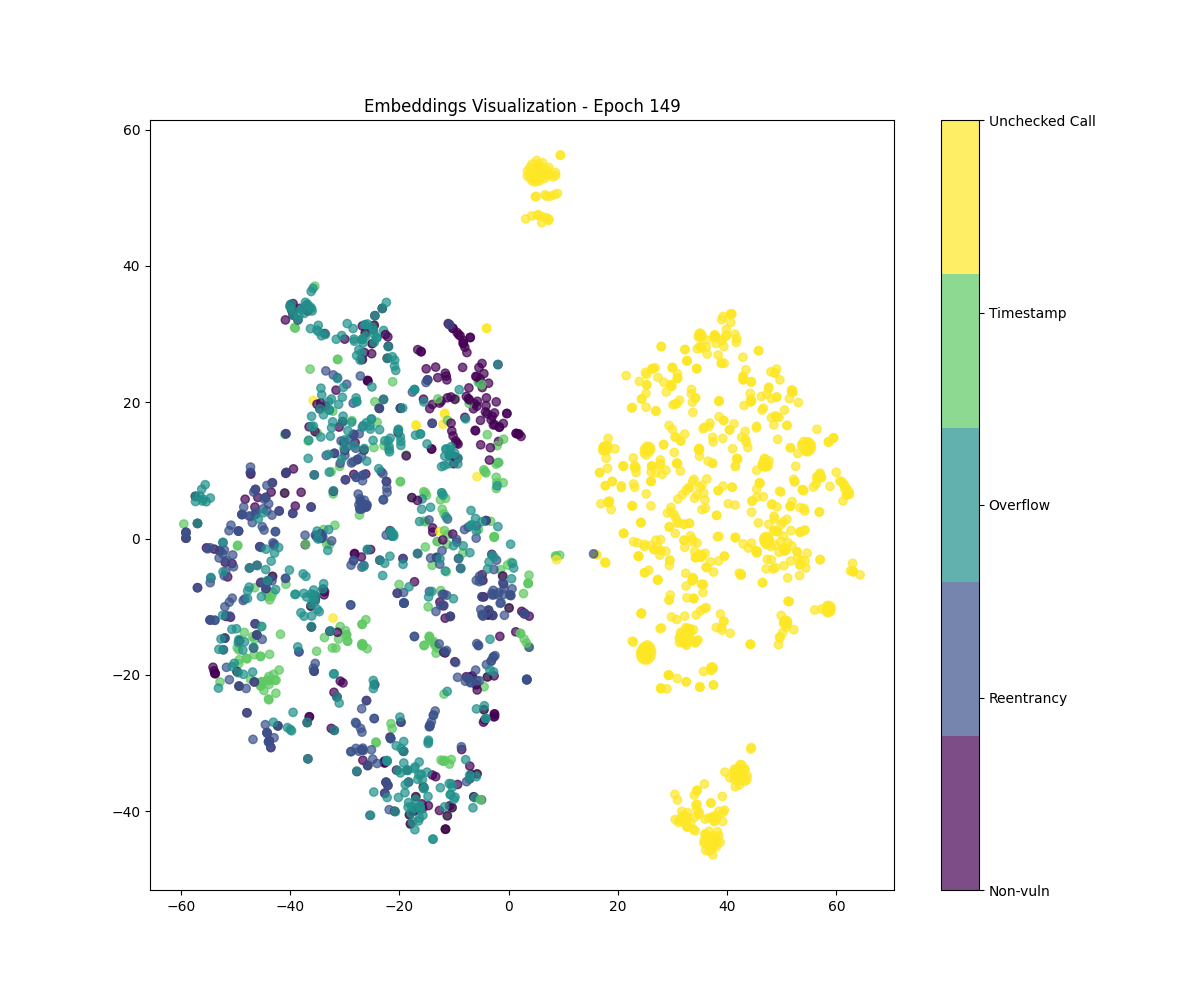 Embeddings Visualization - Epoch 149
60
40
20
0
−20
−40
−60
−40
−20
0
20
40
60
Unchecked Call
Timestamp
Overflow
Reentrancy
Non-vuln